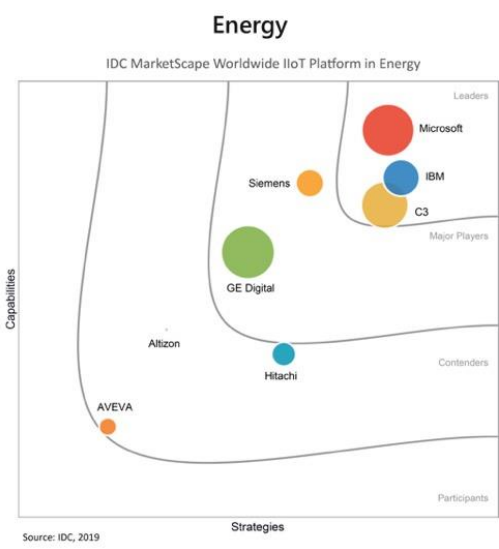 Energy
IDC MarketScape Worldwide IIoT Platform in Energy
Leaders
Microsoft
IBM
Siemens
C3
Major Players
GE Digital
Capabilities
Altizon
Contenders
Hitachi
AVEVA
Participants
Strategies
Source: IDC, 2019